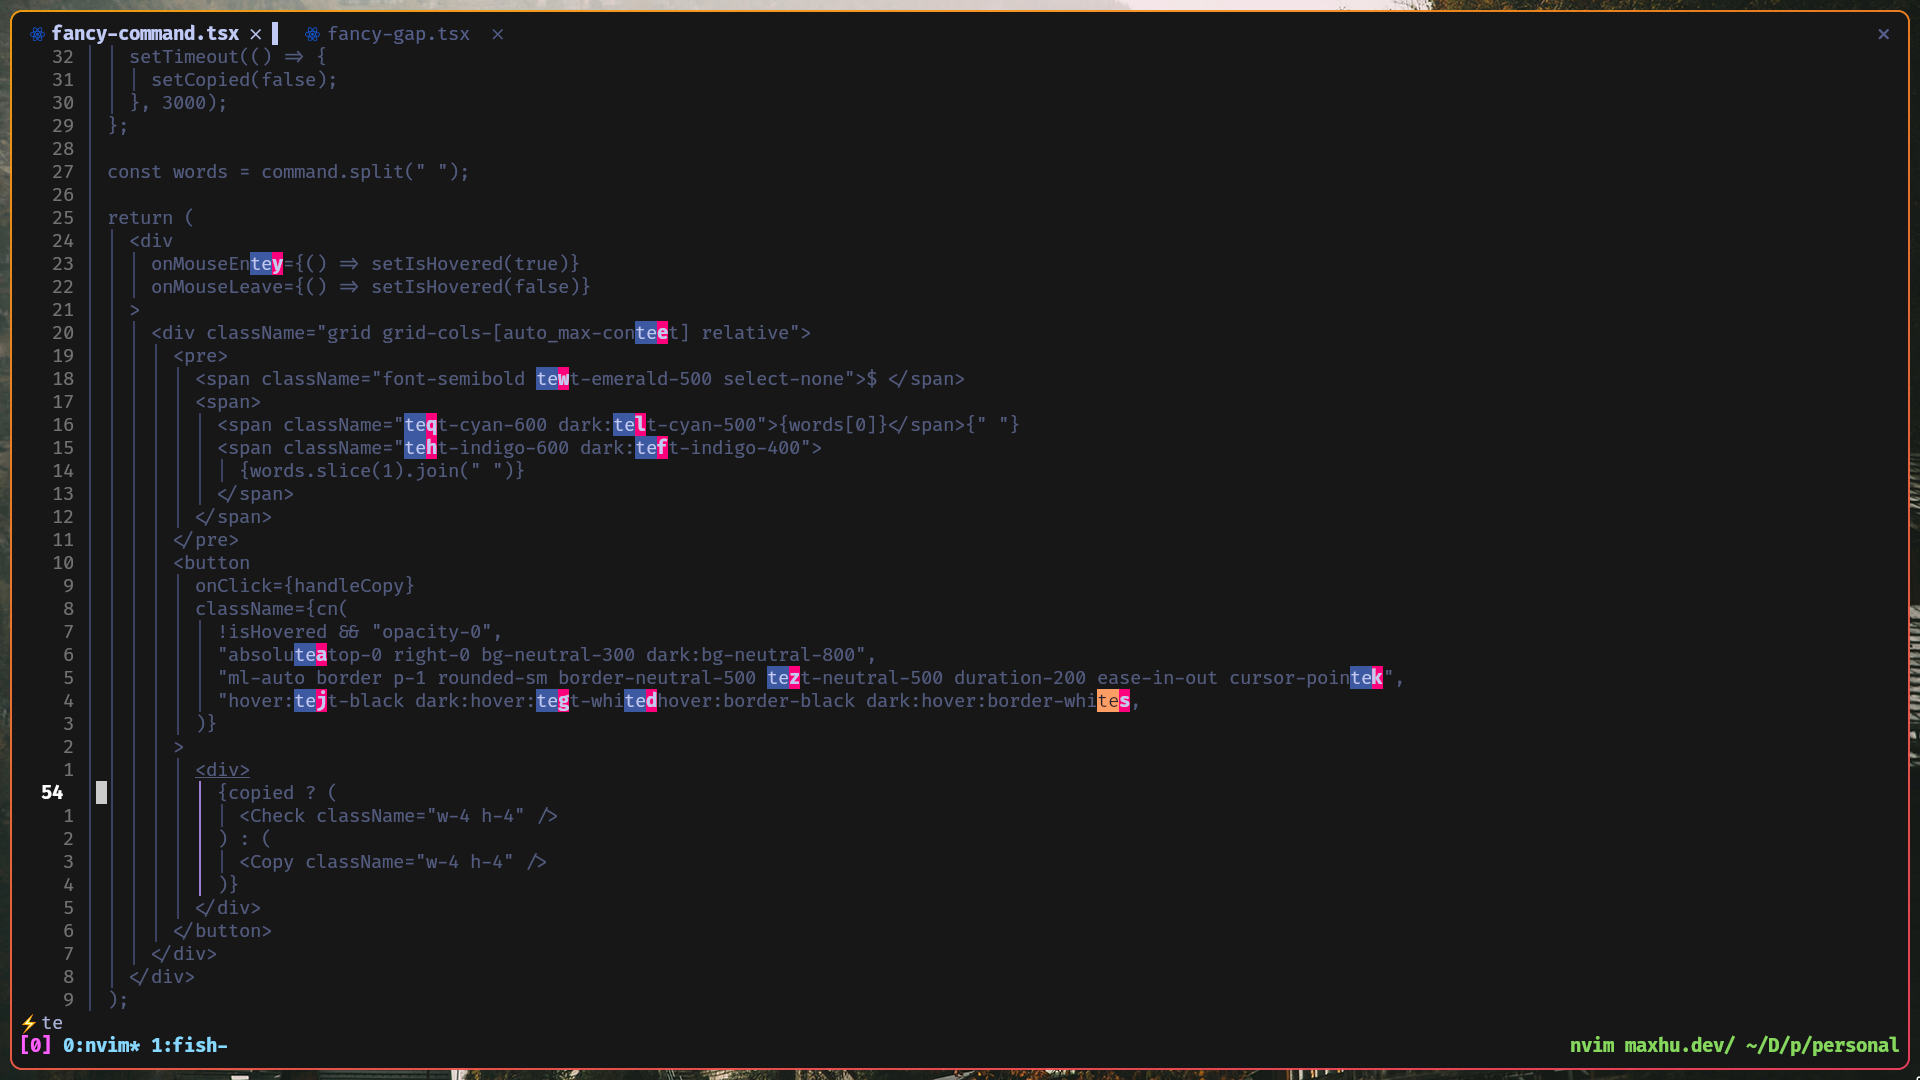 fancy-command.tsx × fancy-gap.tsx × ×
32 setTimeout(() => {
31 setCopied(false);
30 }, 3000);
29 };
28
27 const words = command.split(" ");
26
25 return (
24 <div
23 onMouseEntey={() => setIsHovered(true)}
22 onMouseLeave={() => setIsHovered(false)}
21 >
20 <div className="grid grid-cols-[auto_max-conteet] relative">
19 <pre>
18 <span className="font-semibold tewt-emerald-500 select-none">$ </span>
17 <span>
16 <span className="teqt-cyan-600 dark:telt-cyan-500">{words[0]}</span>{" "}
15 <span className="teht-indigo-600 dark:teft-indigo-400">
14 {words.slice(1).join(" ")}
13 </span>
12 </span>
11 </pre>
10 <button
9 onClick={handleCopy}
8 className={cn(
7 !isHovered && "opacity-0",
6 "absoluteatop-0 right-0 bg-neutral-300 dark:bg-neutral-800",
5 "ml-auto border p-1 rounded-sm border-neutral-500 tezt-neutral-500 duration-200 ease-in-out cursor-pointek",
4 "hover:tejt-black dark:hover:tegt-whitedhover:border-black dark:hover:border-whites,
3 )}
2 >
1 <div>
54 {copied ? (
1 <Check className="w-4 h-4" />
2 ) : (
3 <Copy className="w-4 h-4" />
4 )}
5 </div>
6 </button>
7 </div>
8 </div>
9 );
⚡te
[0] 0:nvim* 1:fish- nvim maxhu.dev/ ~/D/p/personal